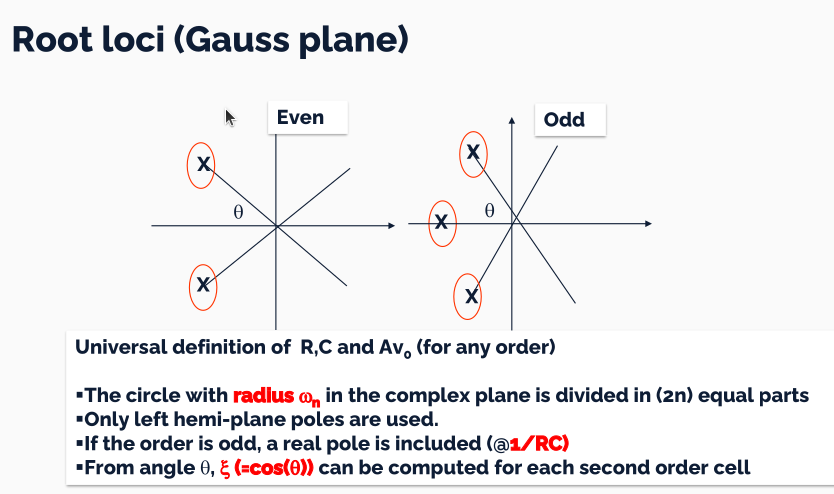 Root loci (Gauss plane)
Even
Odd
X
X
θ
θ
X
X
X
Universal definition of R,C and Avₒ (for any order)
▪The circle with radius ωₙ in the complex plane is divided in (2n) equal parts
▪Only left hemi-plane poles are used.
▪If the order is odd, a real pole is included (@1/RC)
▪From angle θ, ξ (=cos(θ)) can be computed for each second order cell